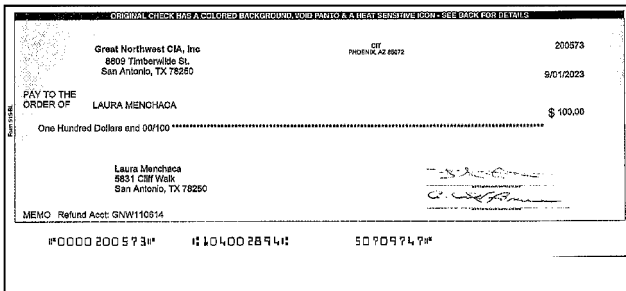 ORIGINAL CHECK HAS A COLORED BACKGROUND, VOID PANTO & A HEAT SENSITIVE ICON - SEE BACK FOR DETAILS
Great Northwest CIA, Inc
8809 Timberwilde St.
San Antonio, TX 78250
CIT
PHOENIX, AZ 85072
200573
9/01/2023
PAY TO THE
ORDER OF LAURA MENCHACA
$ 100.00
One Hundred Dollars and 00/100 ****************
Laura Menchaca
5831 Cliff Walk
San Antonio, TX 78250
MEMO Refund Acct: GNW110614
⑈0000200573⑈ ⑆104002894⑆ 50709747⑈